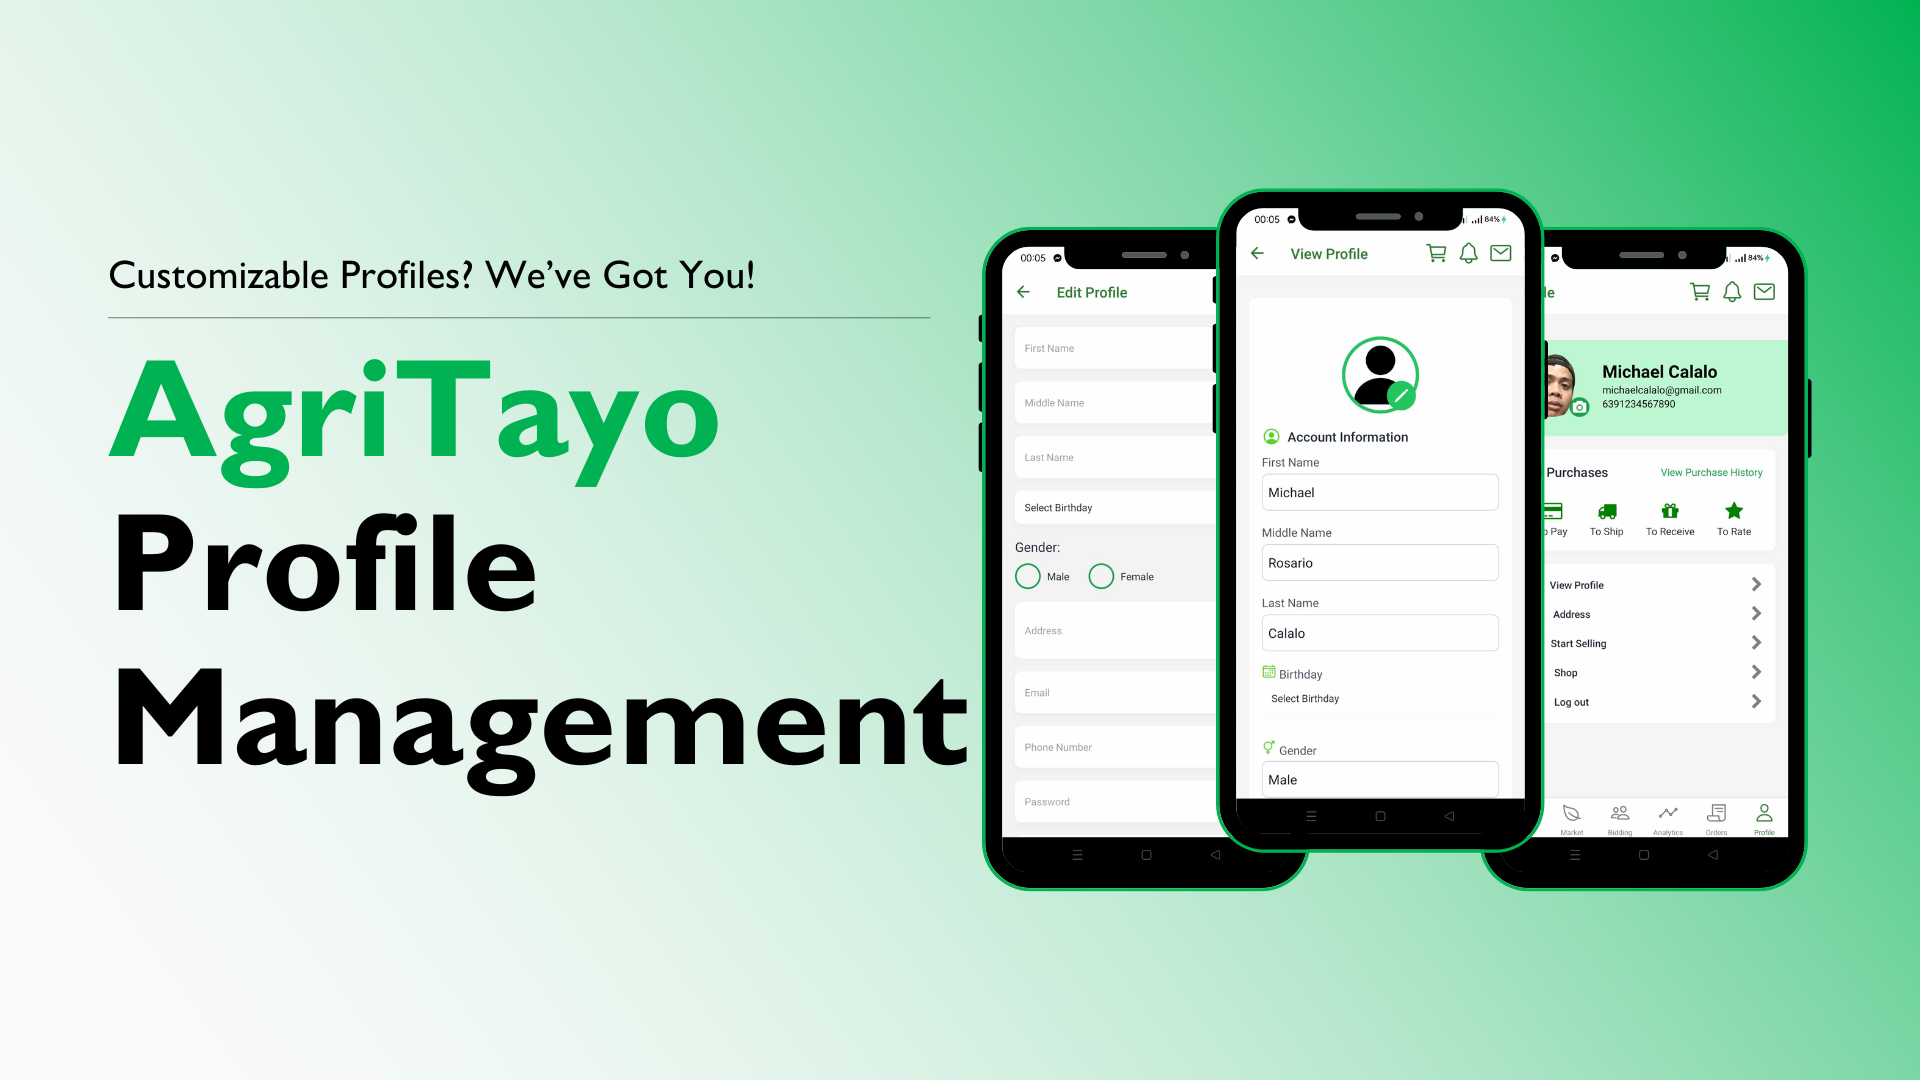 Customizable Profiles? We’ve Got You!
AgriTayo
Profile
Management
00:05
Edit Profile
First Name
Middle Name
Last Name
Select Birthday
Gender:
Male Female
Address
Email
Phone Number
Password
00:05 84%
View Profile
Account Information
First Name
Michael
Middle Name
Rosario
Last Name
Calalo
Birthday
Select Birthday
Gender
Male
84%
le
Michael Calalo
michaelcalalo@gmail.com
6391234567890
Purchases View Purchase History
o Pay To Ship To Receive To Rate
View Profile
Address
Start Selling
Shop
Log out
Market Bidding Analytics Orders Profile